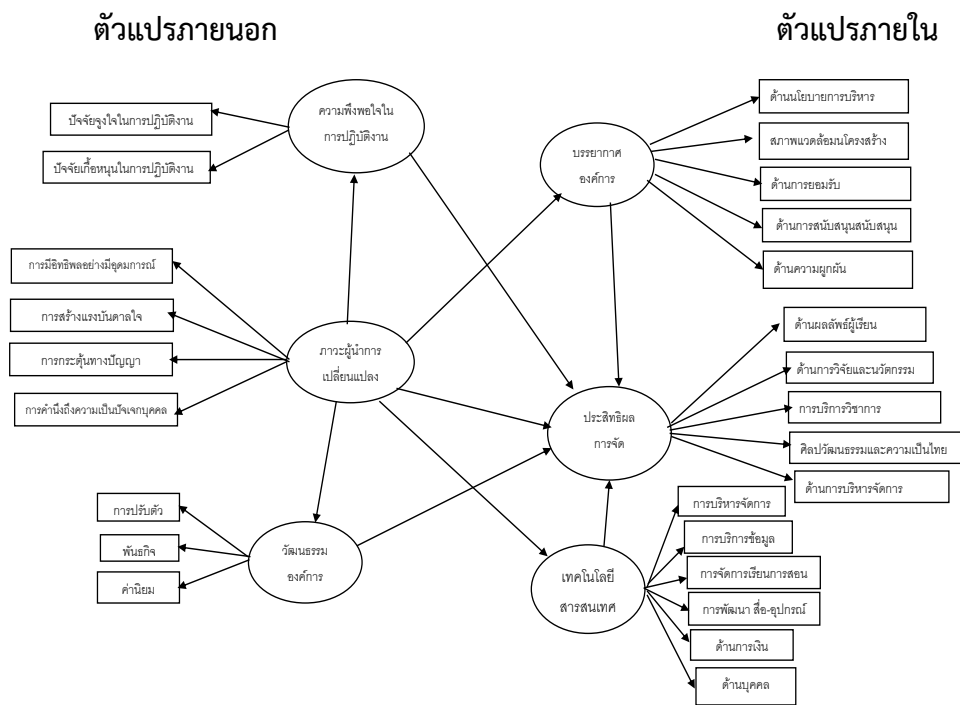 ตัวแปรภายนอก
ตัวแปรภายใน
ความพึงพอใจใน
การปฏิบัติงาน
ปัจจัยจูงใจในการปฏิบัติงาน
ปัจจัยเกื้อหนุนในการปฏิบัติงาน
บรรยากาศ
องค์การ
ด้านนโยบายการบริหาร
สภาพแวดล้อมนโครงสร้าง
ด้านการยอมรับ
ด้านการสนับสนุนสนับสนุน
ด้านความผูกผัน
การมีอิทธิพลอย่างมีอุดมการณ์
การสร้างแรงบันดาลใจ
การกระตุ้นทางปัญญา
การคำนึงถึงความเป็นปัจเจกบุคคล
ภาวะผู้นำการ
เปลี่ยนแปลง
ประสิทธิผล
การจัด
ด้านผลลัพธ์ผู้เรียน
ด้านการวิจัยและนวัตกรรม
การบริการวิชาการ
ศิลปวัฒนธรรมและความเป็นไทย
ด้านการบริหารจัดการ
การปรับตัว
พันธกิจ
ค่านิยม
วัฒนธรรม
องค์การ
เทคโนโลยี
สารสนเทศ
การบริหารจัดการ
การบริการข้อมูล
การจัดการเรียนการสอน
การพัฒนา สื่อ-อุปกรณ์
ด้านการเงิน
ด้านบุคคล